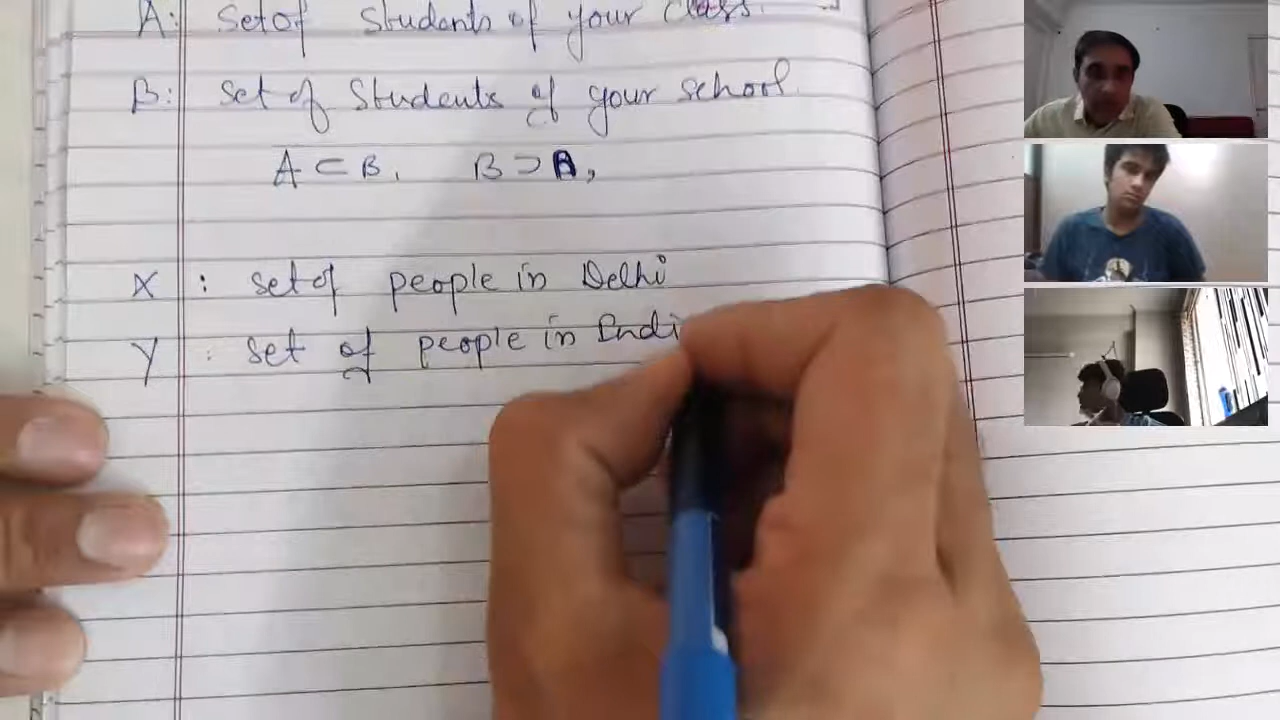 A: Set of Students of your class.
B: Set of Students of your school.
A ⊂ B, B ⊃ A,
X : set of people in Delhi
Y : set of people in Indi